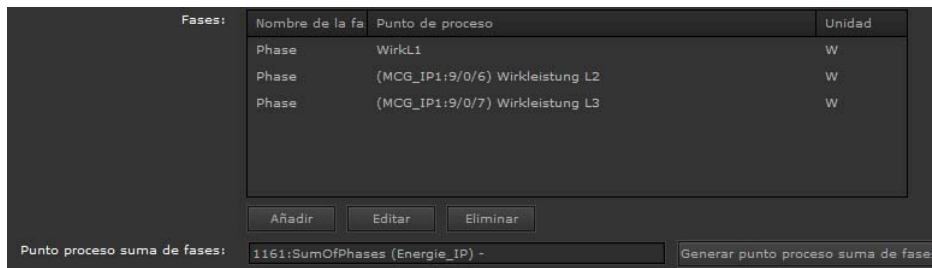 Fases:
Nombre de la fa Punto de proceso Unidad
Phase WirkL1 W
Phase (MCG_IP1:9/0/6) Wirkleistung L2 W
Phase (MCG_IP1:9/0/7) Wirkleistung L3 W
Añadir Editar Eliminar
Punto proceso suma de fases: 1161:SumOfPhases (Energie_IP) - Generar punto proceso suma de fase